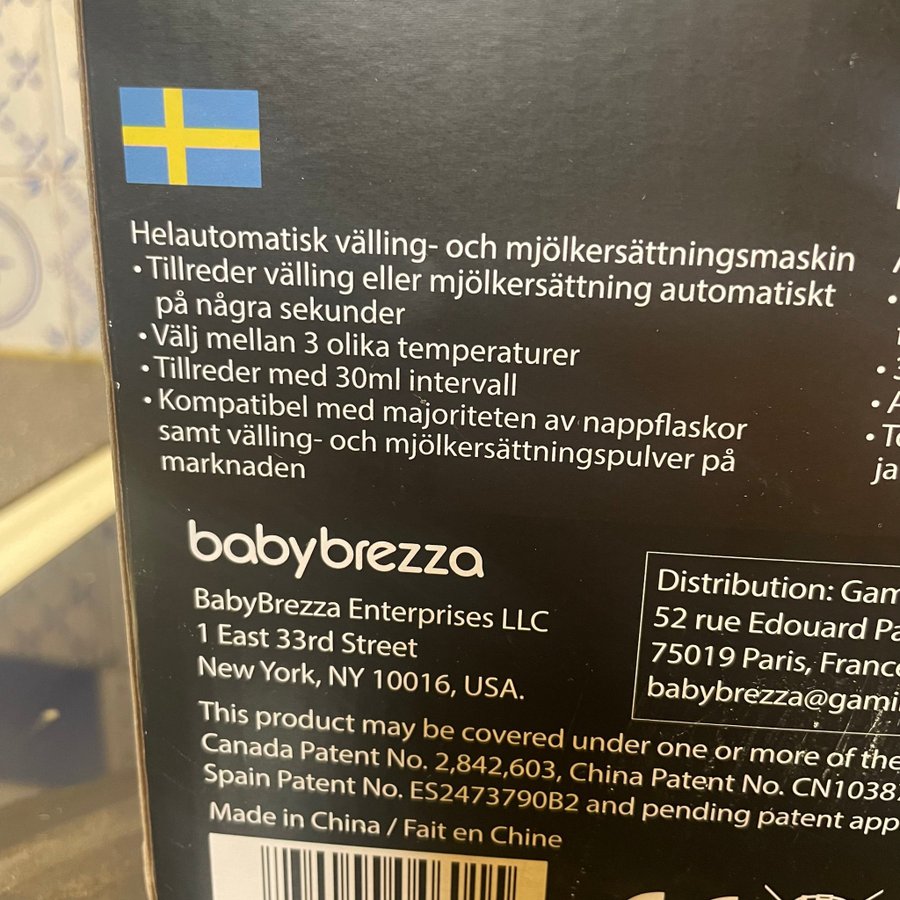 Helautomatisk välling- och mjölkersättningsmaskin
• Tillreder välling eller mjölkersättning automatiskt
på några sekunder
• Välj mellan 3 olika temperaturer
• Tillreder med 30ml intervall
• Kompatibel med majoriteten av nappflaskor
samt välling- och mjölkersättningspulver på
marknaden
babybrezza
BabyBrezza Enterprises LLC
1 East 33rd Street
New York, NY 10016, USA.
Distribution:
52 rue Edouard
75019 Paris, France
This product may be covered under one or more of the
Canada Patent No. 2,842,603, China Patent No.
Spain Patent No. ES2473790B2 and pending patent
Made in China / Fait en Chine